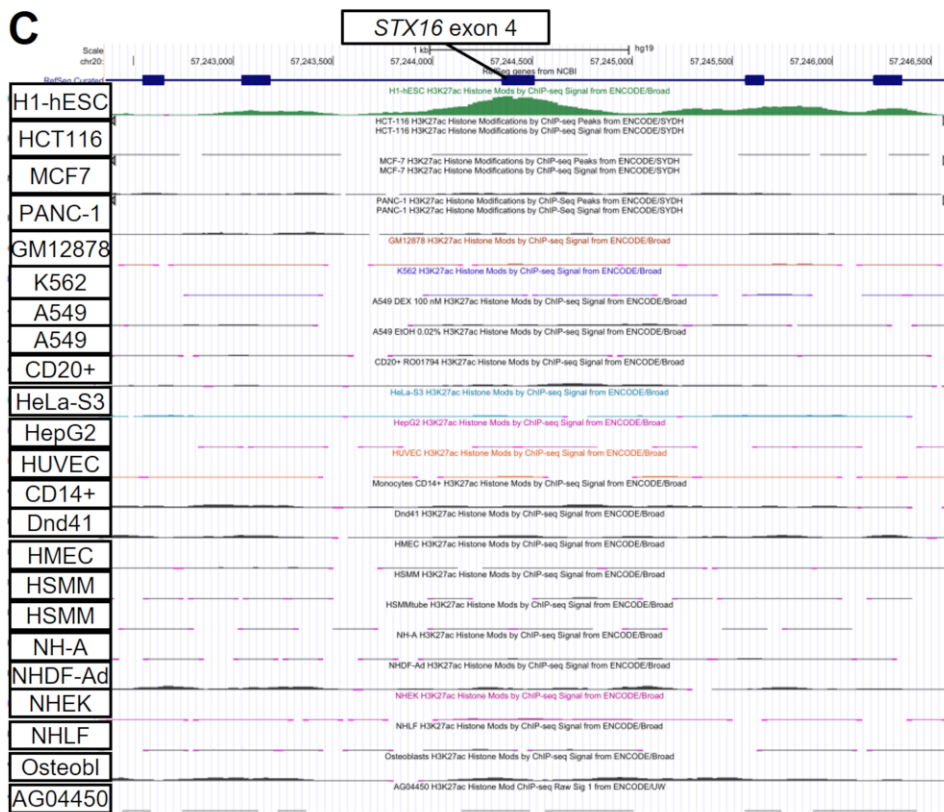 C
STX16 exon 4
Scale
1 kb
hg19
chr20:
57,243,000
57,243,500
57,244,000
57,244,500
57,245,000
57,245,500
57,246,000
57,246,500
RefSeq Curated
RefSeq genes from NCBI
H1-hESC
H1-hESC H3K27ac Histone Mods by ChIP-seq Signal from ENCODE/Broad
HCT116
HCT-116 H3K27ac Histone Modifications by ChIP-seq Peaks from ENCODE/SYDH
HCT-116 H3K27ac Histone Modifications by ChIP-seq Signal from ENCODE/SYDH
MCF7
MCF-7 H3K27ac Histone Modifications by ChIP-seq Peaks from ENCODE/SYDH
MCF-7 H3K27ac Histone Modifications by ChIP-seq Signal from ENCODE/SYDH
PANC-1
PANC-1 H3K27ac Histone Modifications by ChIP-seq Peaks from ENCODE/SYDH
PANC-1 H3K27ac Histone Modifications by ChIP-seq Signal from ENCODE/SYDH
GM12878
GM12878 H3K27ac Histone Mods by ChIP-seq Signal from ENCODE/Broad
K562
K562 H3K27ac Histone Mods by ChIP-seq Signal from ENCODE/Broad
A549
A549 DEX 100 nM H3K27ac Histone Mods by ChIP-seq Signal from ENCODE/Broad
A549
A549 EtOH 0.02% H3K27ac Histone Mods by ChIP-seq Signal from ENCODE/Broad
CD20+
CD20+ RO01794 H3K27ac Histone Mods by ChIP-seq Signal from ENCODE/Broad
HeLa-S3
HeLa-S3 H3K27ac Histone Mods by ChIP-seq Signal from ENCODE/Broad
HepG2
HepG2 H3K27ac Histone Mods by ChIP-seq Signal from ENCODE/Broad
HUVEC
HUVEC H3K27ac Histone Mods by ChIP-seq Signal from ENCODE/Broad
CD14+
Monocytes CD14+ H3K27ac Histone Mods by ChIP-seq Signal from ENCODE/Broad
Dnd41
Dnd41 H3K27ac Histone Mods by ChIP-seq Signal from ENCODE/Broad
HMEC
HMEC H3K27ac Histone Mods by ChIP-seq Signal from ENCODE/Broad
HSMM
HSMM H3K27ac Histone Mods by ChIP-seq Signal from ENCODE/Broad
HSMM
HSMMtube H3K27ac Histone Mods by ChIP-seq Signal from ENCODE/Broad
NH-A
NH-A H3K27ac Histone Mods by ChIP-seq Signal from ENCODE/Broad
NHDF-Ad
NHDF-Ad H3K27ac Histone Mods by ChIP-seq Signal from ENCODE/Broad
NHEK
NHEK H3K27ac Histone Mods by ChIP-seq Signal from ENCODE/Broad
NHLF
NHLF H3K27ac Histone Mods by ChIP-seq Signal from ENCODE/Broad
Osteobl
Osteoblasts H3K27ac Histone Mods by ChIP-seq Signal from ENCODE/Broad
AG04450
AG04450 H3K27ac Histone Mod ChIP-seq Raw Sig 1 from ENCODE/UW